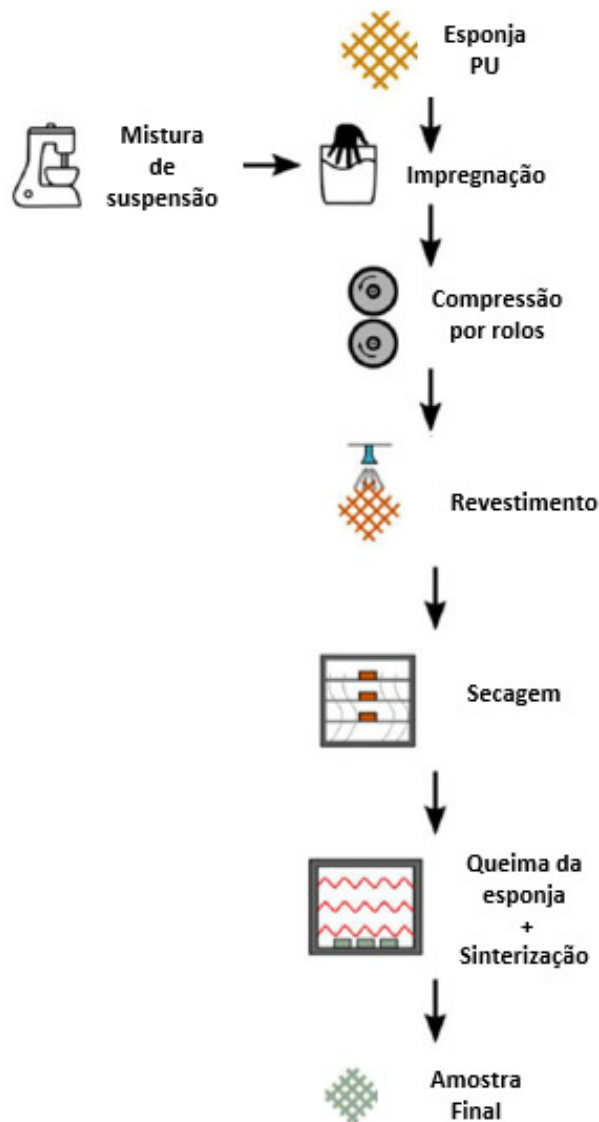 Esponja
PU
Mistura
de
suspensão
Impregnação
Compressão
por rolos
Revestimento
Secagem
Queima da
esponja
+
Sinterização
Amostra
Final